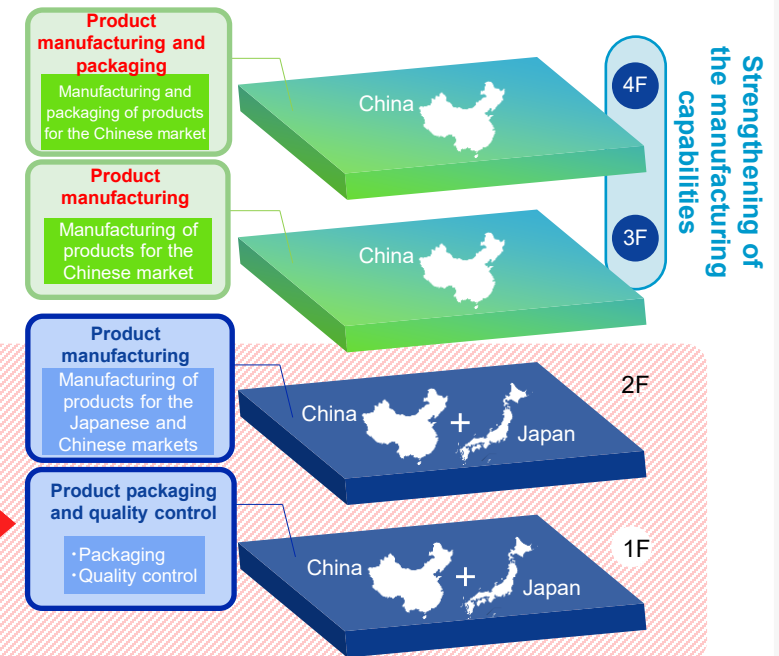 Product
manufacturing and
packaging
Manufacturing and
packaging of products
for the Chinese market
China
4F
Strengthening of
the manufacturing
capabilities
Product
manufacturing
Manufacturing of
products for the
Chinese market
China
3F
Product
manufacturing
Manufacturing of
products for the
Japanese and
Chinese markets
China
+
Japan
2F
Product packaging
and quality control
・Packaging
・Quality control
China
+
Japan
1F